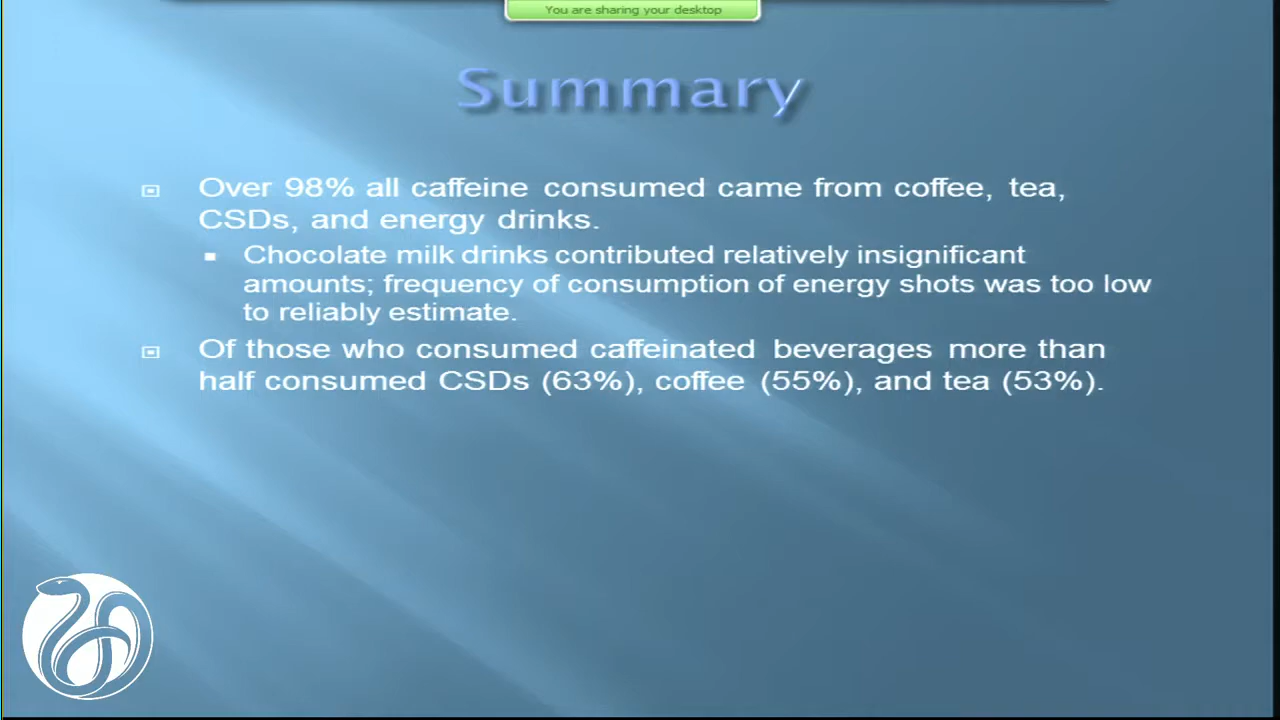 You are sharing your desktop
Summary
Over 98% all caffeine consumed came from coffee, tea,
CSDs, and energy drinks.
Chocolate milk drinks contributed relatively insignificant
amounts; frequency of consumption of energy shots was too low
to reliably estimate.
Of those who consumed caffeinated beverages more than
half consumed CSDs (63%), coffee (55%), and tea (53%).